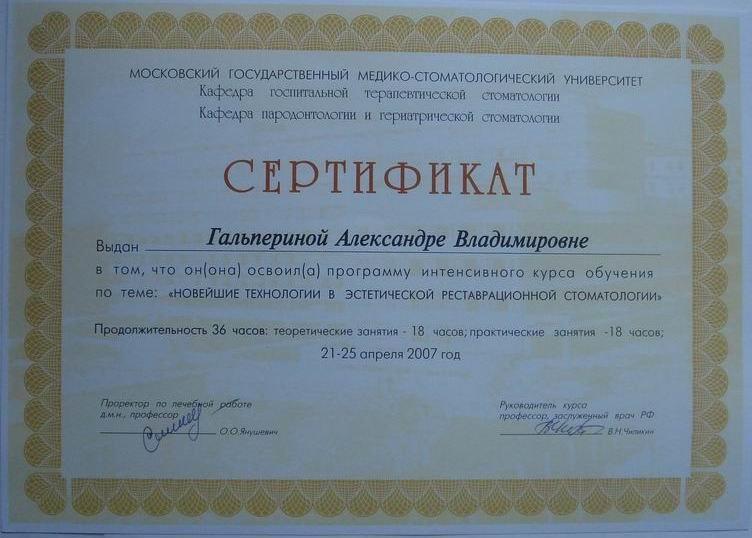 МОСКОВСКИЙ ГОСУДАРСТВЕННЫЙ МЕДИКО-СТОМАТОЛОГИЧЕСКИЙ УНИВЕРСИТЕТ
Кафедра госпитальной терапевтической стоматологии
Кафедра пародонтологии и гериатрической стоматологии
СЕРТИФИКАТ
Выдан Гальпериной Александре Владимировне
в том, что он(она) освоил(а) программу интенсивного курса обучения
по теме: «НОВЕЙШИЕ ТЕХНОЛОГИИ В ЭСТЕТИЧЕСКОЙ РЕСТАВРАЦИОННОЙ СТОМАТОЛОГИИ»
Продолжительность 36 часов: теоретические занятия - 18 часов; практические занятия -18 часов;
21-25 апреля 2007 год
Проректор по лечебной работе
д.м.н., профессор
О.О.Янушевич
Руководитель курса
профессор, заслуженный врач РФ
В.Н.Чиликин